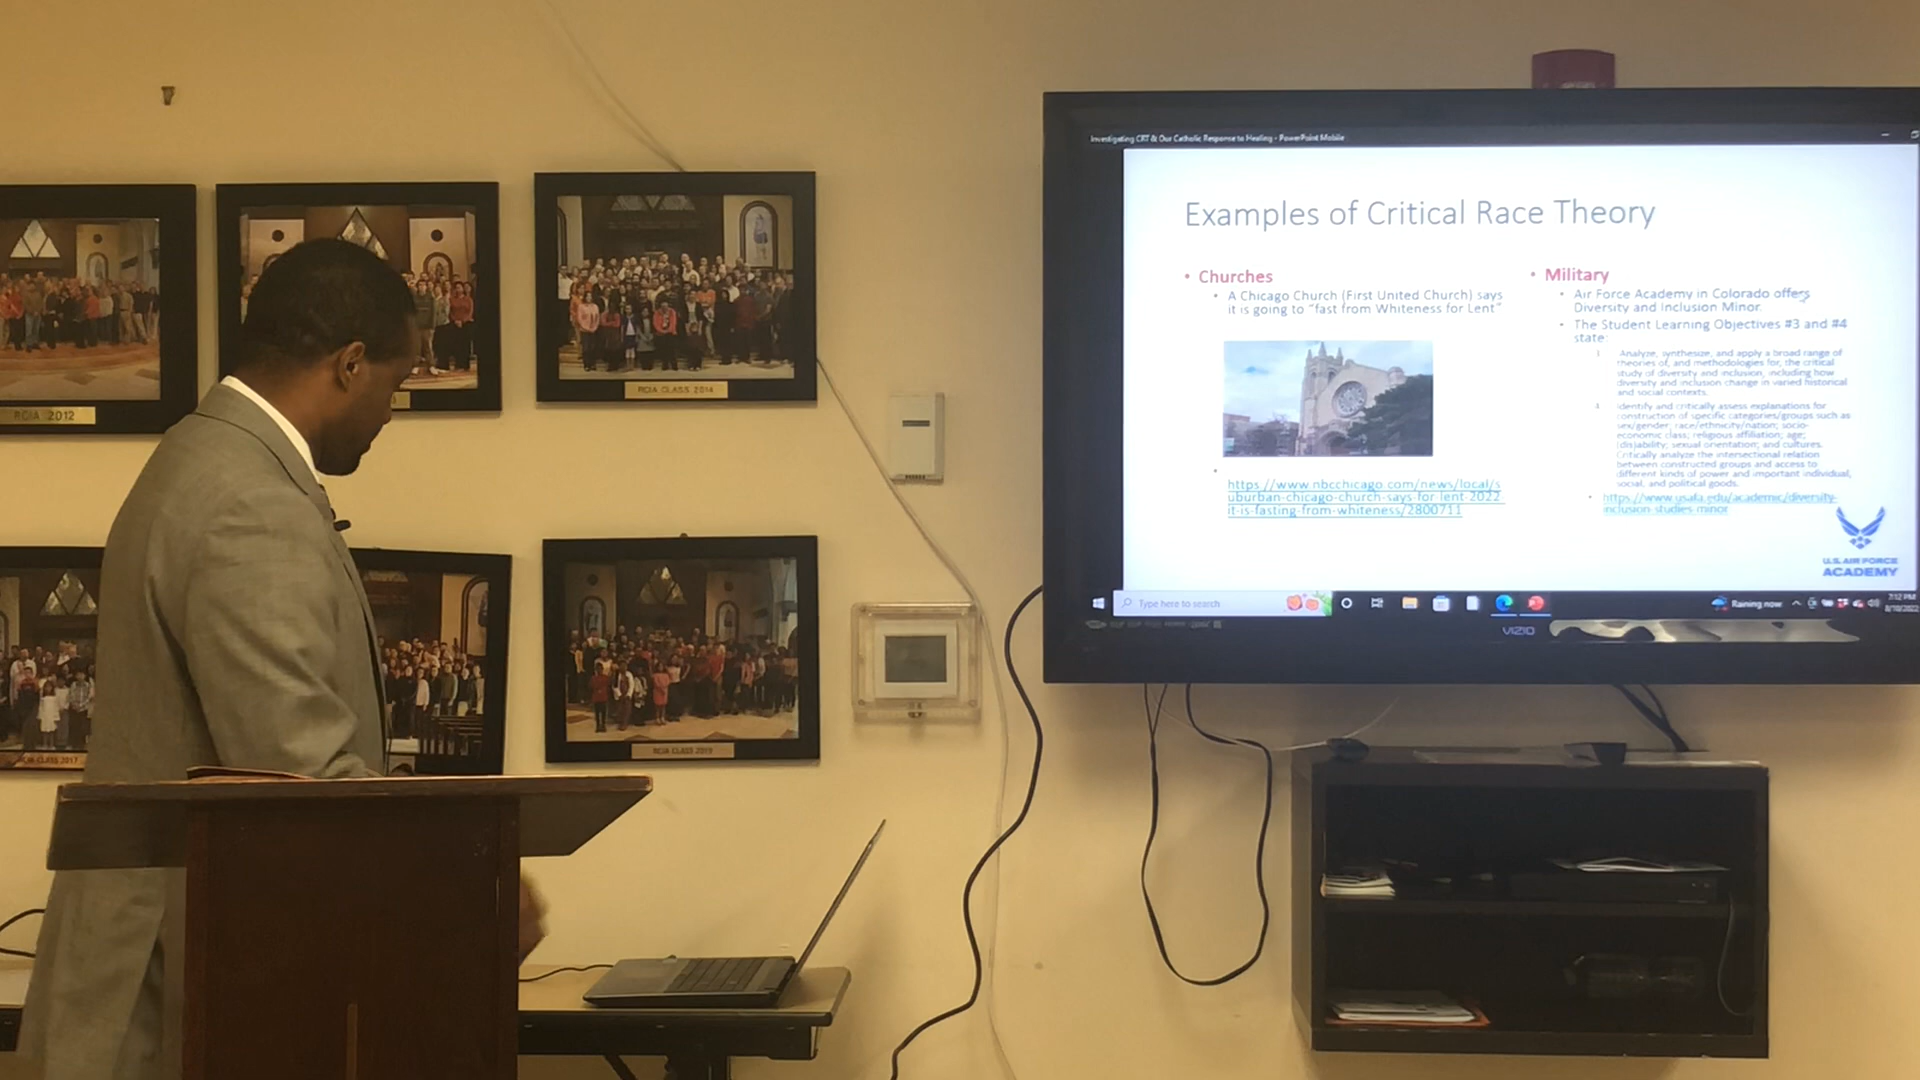 Investigating CRT & Our Catholic Response to Healing - PowerPoint Mobile
Examples of Critical Race Theory
• Churches
• A Chicago Church (First United Church) says
it is going to "fast from Whiteness for Lent"
https://www.nbcchicago.com/news/local/s
uburban-chicago-church-says-for-lent-2022
it-is-fasting-from-whiteness/2800711
• Military
• Air Force Academy in Colorado offers
Diversity and Inclusion Minor.
• The Student Learning Objectives #3 and #4
state:
Analyze, synthesize, and apply a broad range of
theories of, and methodologies for, the critical
study of diversity and inclusion, including how
diversity and inclusion change in varied historical
and social contexts.
Identify and critically assess explanations for
construction of specific categories/groups such as
sex/gender; race/ethnicity/nation; socio-
economic class; religious affiliation; age;
(dis)ability; sexual orientation; and cultures.
Critically analyze the intersectional relation
between constructed groups and access to
different kinds of power and important individual,
social, and political goods.
• https://www.usafa.edu/academic/diversity-
inclusion-studies-minor
U.S. AIR FORCE
ACADEMY
Type here to search
Raining now
7:12 PM
8/10/2022
VIZIO
RCIA 2012
3
RCIA CLASS 2014
RCIA CLASS 2017
RCIA CLASS 2019